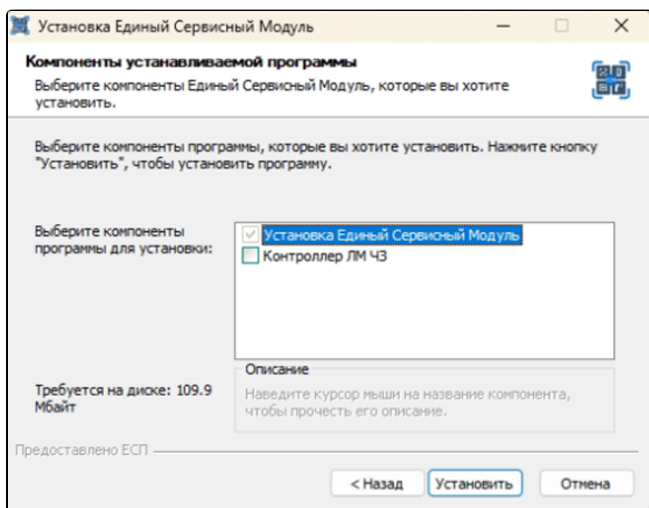 Установка Единый Сервисный Модуль
Компоненты устанавливаемой программы
Выберите компоненты Единый Сервисный Модуль, которые вы хотите
установить.
Выберите компоненты программы, которые вы хотите установить. Нажмите кнопку
"Установить", чтобы установить программу.
Выберите компоненты
программы для установки:
Установка Единый Сервисный Модуль
Контроллер ЛМ ЧЗ
Требуется на диске: 109.9
Мбайт
Описание
Наведите курсор мыши на название компонента,
чтобы прочесть его описание.
Предоставлено ЕСП
< Назад
Установить
Отмена